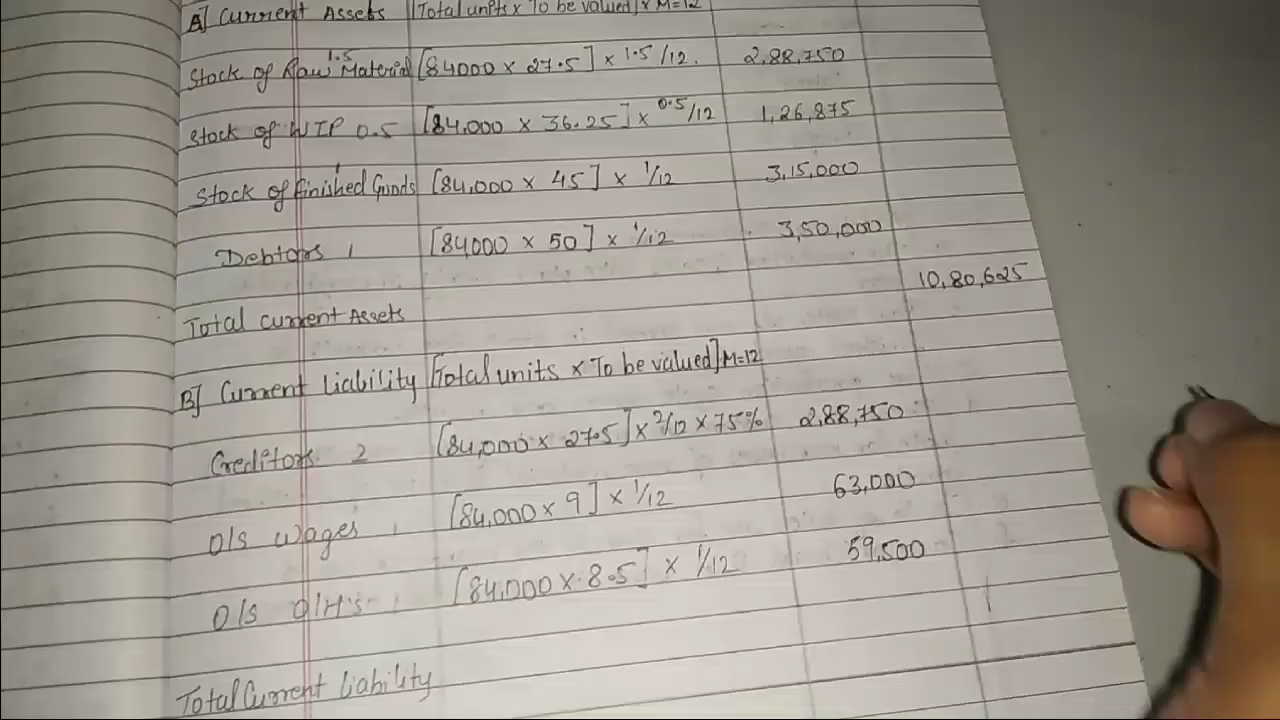 A] Current Assets [Total units x To be valued] x M=12
Stock of Raw 1.5 Material [84000 x 27.5] x 1.5/12. 2,88,750
Stock of WIP 0.5 [84,000 x 36.25] x 0.5/12 1,26,875
Stock of Finished Goods 1 [84,000 x 45] x 1/12 3,15,000
Debtors 1 [84000 x 50] x 1/12 3,50,000
10,80,625
Total Current Assets
B] Current Liability [Total units x To be valued] M=12
Creditors 2 [84,000 x 27.5] x 2/12 x 75% 2,88,750
O/S Wages 1 [84,000 x 9] x 1/12 63,000
O/S O/H's 1 [84,000 x 8.5] x 1/12 59,500
Total Current Liability